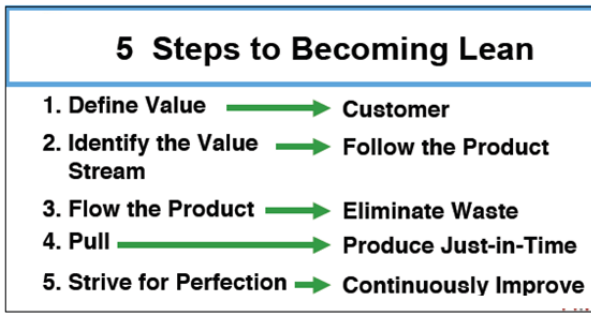 5 Steps to Becoming Lean
1. Define Value Customer
2. Identify the Value Follow the Product
Stream
3. Flow the Product Eliminate Waste
4. Pull Produce Just-in-Time
5. Strive for Perfection Continuously Improve